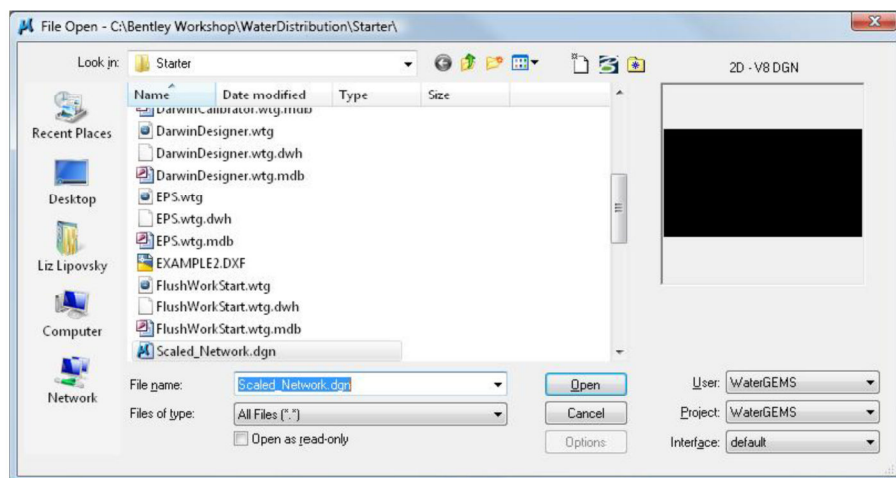 File Open - C:\Bentley Workshop\WaterDistribution\Starter\
Look in: Starter
2D - V8 DGN
Name Date modified Type Size
DarwinCalibrator.wtg.mdb
DarwinDesigner.wtg
DarwinDesigner.wtg.dwh
DarwinDesigner.wtg.mdb
EPS.wtg
EPS.wtg.dwh
EPS.wtg.mdb
EXAMPLE2.DXF
FlushWorkStart.wtg
FlushWorkStart.wtg.dwh
FlushWorkStart.wtg.mdb
Scaled_Network.dgn
Recent Places
Desktop
Liz Lipovsky
Computer
Network
File name: Scaled_Network.dgn Open
Files of type: All Files (*.*) Cancel
Open as read-only Options
User: WaterGEMS
Project: WaterGEMS
Interface: default